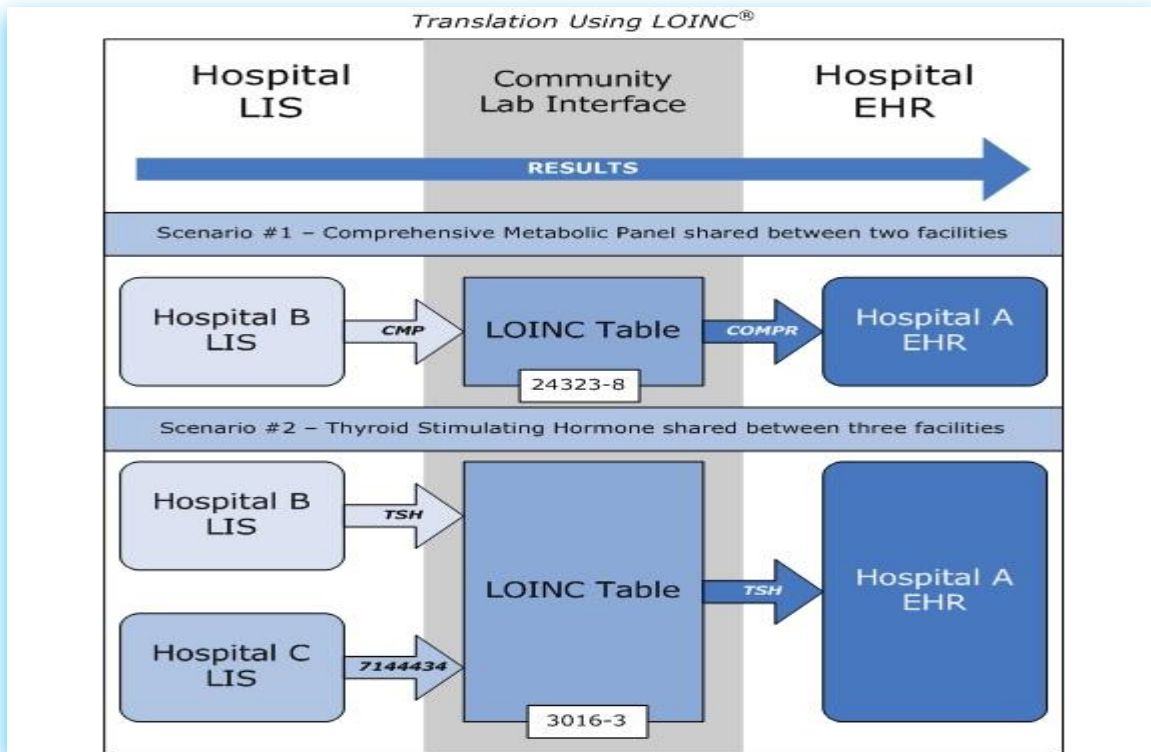 Translation Using LOINC®
Hospital
LIS
Community
Lab Interface
Hospital
EHR
RESULTS
Scenario #1 – Comprehensive Metabolic Panel shared between two facilities
Hospital B
LIS
CMP
LOINC Table
24323-8
COMPR
Hospital A
EHR
Scenario #2 – Thyroid Stimulating Hormone shared between three facilities
Hospital B
LIS
TSH
Hospital C
LIS
7144434
LOINC Table
3016-3
TSH
Hospital A
EHR